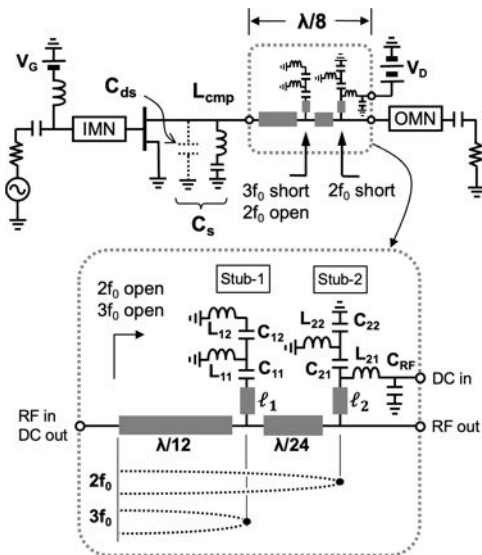 λ/8
V_G
C_ds
L_cmp
V_D
IMN
OMN
C_s
3f₀ short
2f₀ open
2f₀ short
Stub-1
Stub-2
2f₀ open
3f₀ open
L₁₂
C₁₂
L₂₂
C₂₂
L₁₁
C₁₁
C₂₁
L₂₁
C_RF
DC in
ℓ₁
ℓ₂
RF in
DC out
λ/12
λ/24
RF out
2f₀
3f₀